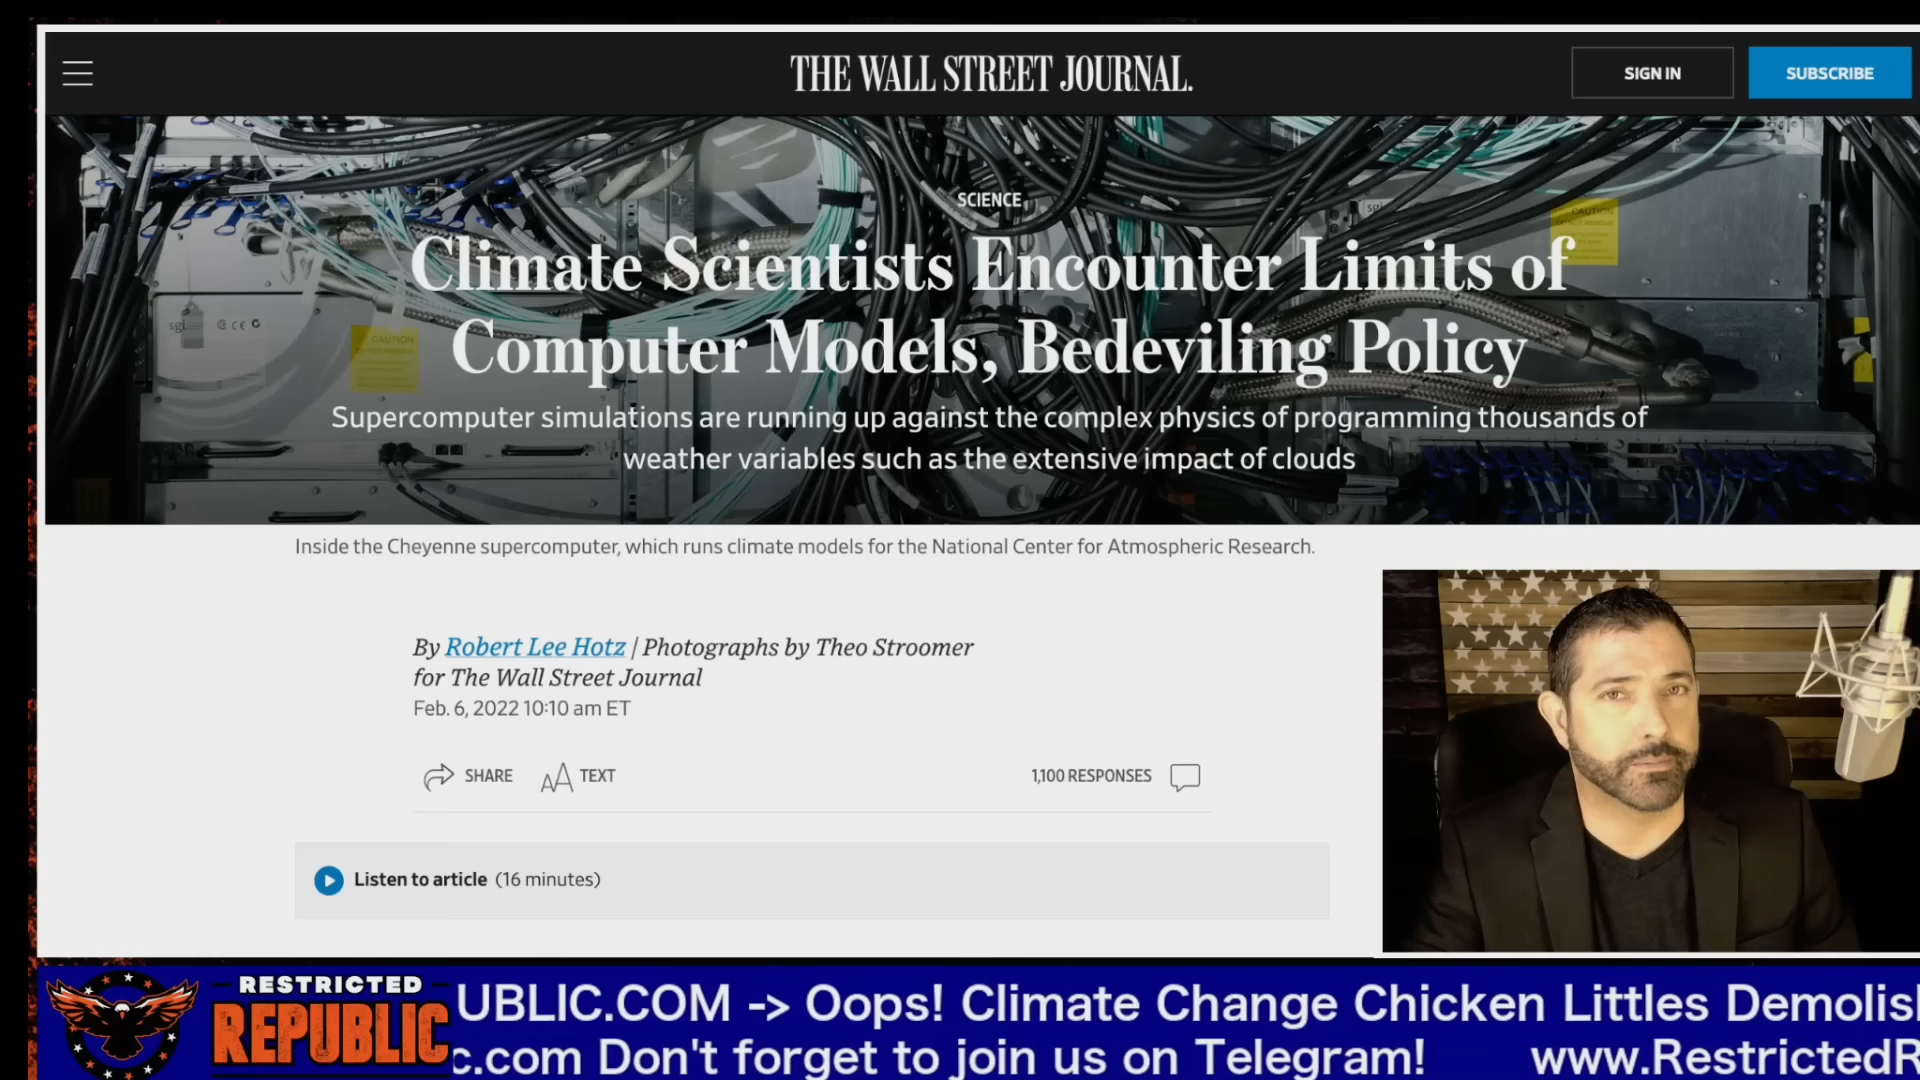 THE WALL STREET JOURNAL.
SIGN IN
SUBSCRIBE
SCIENCE
Climate Scientists Encounter Limits of
Computer Models, Bedeviling Policy
Supercomputer simulations are running up against the complex physics of programming thousands of
weather variables such as the extensive impact of clouds
sgi
CAUTION
sgi
CAUTION
Inside the Cheyenne supercomputer, which runs climate models for the National Center for Atmospheric Research.
By Robert Lee Hotz | Photographs by Theo Stroomer
for The Wall Street Journal
Feb. 6, 2022 10:10 am ET
SHARE
TEXT
1,100 RESPONSES
Listen to article (16 minutes)
RESTRICTED
REPUBLIC
UBLIC.COM -> Oops! Climate Change Chicken Littles Demolis
c.com Don't forget to join us on Telegram! www.RestrictedR